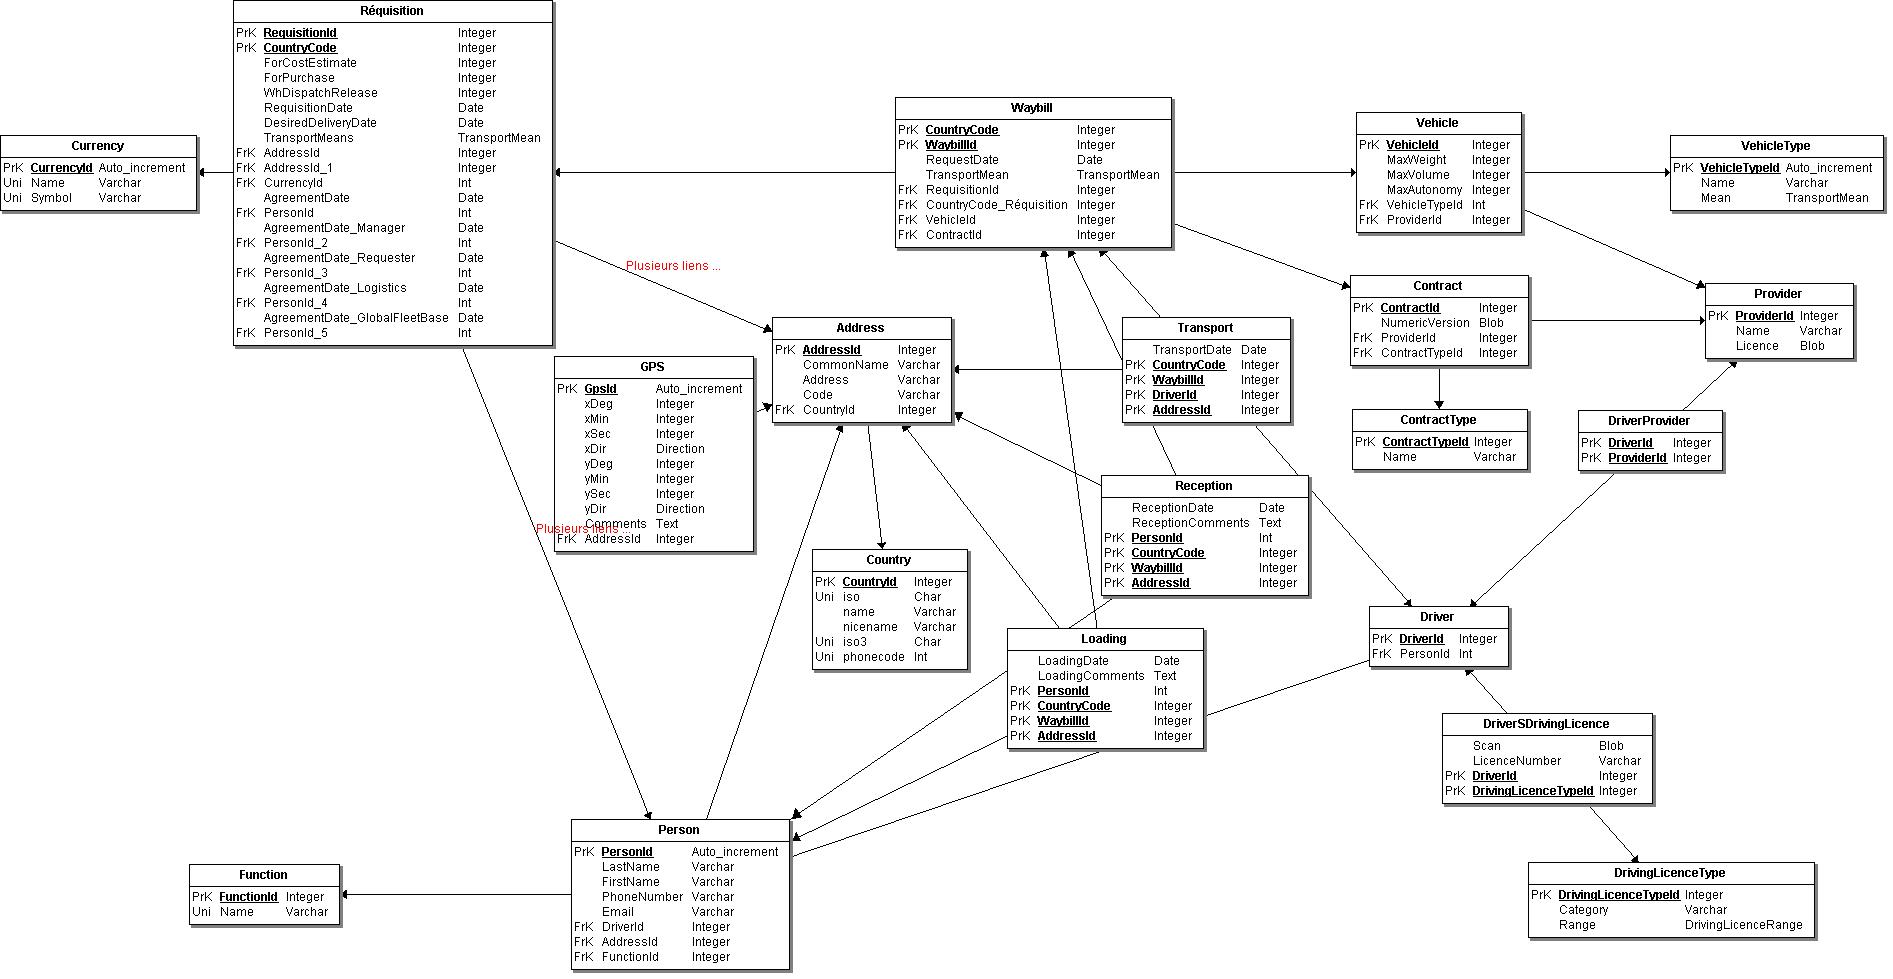 Réquisition
PrK RequisitionId Integer
PrK CountryCode Integer
ForCostEstimate Integer
ForPurchase Integer
WhDispatchRelease Integer
RequisitionDate Date
DesiredDeliveryDate Date
TransportMeans TransportMean
FrK AddressId Integer
FrK AddressId_1 Integer
FrK CurrencyId Int
AgreementDate Date
FrK PersonId Int
AgreementDate_Manager Date
FrK PersonId_2 Int
AgreementDate_Requester Date
FrK PersonId_3 Int
AgreementDate_Logistics Date
FrK PersonId_4 Int
AgreementDate_GlobalFleetBase Date
FrK PersonId_5 Int
Currency
PrK CurrencyId Auto_increment
Uni Name Varchar
Uni Symbol Varchar
Waybill
PrK CountryCode Integer
PrK WaybillId Integer
RequestDate Date
TransportMean TransportMean
FrK RequisitionId Integer
FrK CountryCode_Réquisition Integer
FrK VehicleId Integer
FrK ContractId Integer
Vehicle
PrK VehicleId Integer
MaxWeight Integer
MaxVolume Integer
MaxAutonomy Integer
FrK VehicleTypeId Int
FrK ProviderId Integer
VehicleType
PrK VehicleTypeId Auto_increment
Name Varchar
Mean TransportMean
Plusieurs liens ...
Contract
PrK ContractId Integer
NumericVersion Blob
FrK ProviderId Integer
FrK ContractTypeId Integer
Provider
PrK ProviderId Integer
Name Varchar
Licence Blob
Address
PrK AddressId Integer
CommonName Varchar
Address Varchar
Code Varchar
FrK CountryId Integer
Transport
TransportDate Date
PrK CountryCode Integer
PrK WaybillId Integer
PrK DriverId Integer
PrK AddressId Integer
GPS
PrK GpsId Auto_increment
xDeg Integer
xMin Integer
xSec Integer
xDir Direction
yDeg Integer
yMin Integer
ySec Integer
yDir Direction
Comments Text
FrK AddressId Integer
Plusieurs liens ...
ContractType
PrK ContractTypeId Integer
Name Varchar
DriverProvider
PrK DriverId Integer
PrK ProviderId Integer
Reception
ReceptionDate Date
ReceptionComments Text
PrK PersonId Int
PrK CountryCode Integer
PrK WaybillId Integer
PrK AddressId Integer
Country
PrK CountryId Integer
Uni iso Char
name Varchar
nicename Varchar
Uni iso3 Char
Uni phonecode Int
Driver
PrK DriverId Integer
FrK PersonId Int
Loading
LoadingDate Date
LoadingComments Text
PrK PersonId Int
PrK CountryCode Integer
PrK WaybillId Integer
PrK AddressId Integer
DriverSDrivingLicence
Scan Blob
LicenceNumber Varchar
PrK DriverId Integer
PrK DrivingLicenceTypeId Integer
Person
PrK PersonId Auto_increment
LastName Varchar
FirstName Varchar
PhoneNumber Varchar
Email Varchar
FrK DriverId Integer
FrK AddressId Integer
FrK FunctionId Integer
Function
PrK FunctionId Integer
Uni Name Varchar
DrivingLicenceType
PrK DrivingLicenceTypeId Integer
Category Varchar
Range DrivingLicenceRange